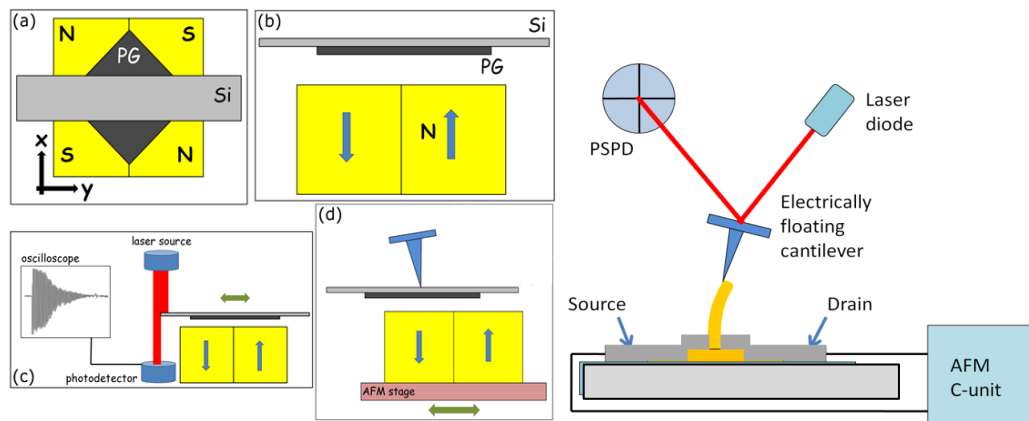 (a)
N
S
PG
Si
x
S
N
y
(b)
Si
PG
N
(c)
laser source
oscilloscope
photodetector
(d)
AFM stage
PSPD
Laser
diode
Electrically
floating
cantilever
Source
Drain
AFM
C-unit